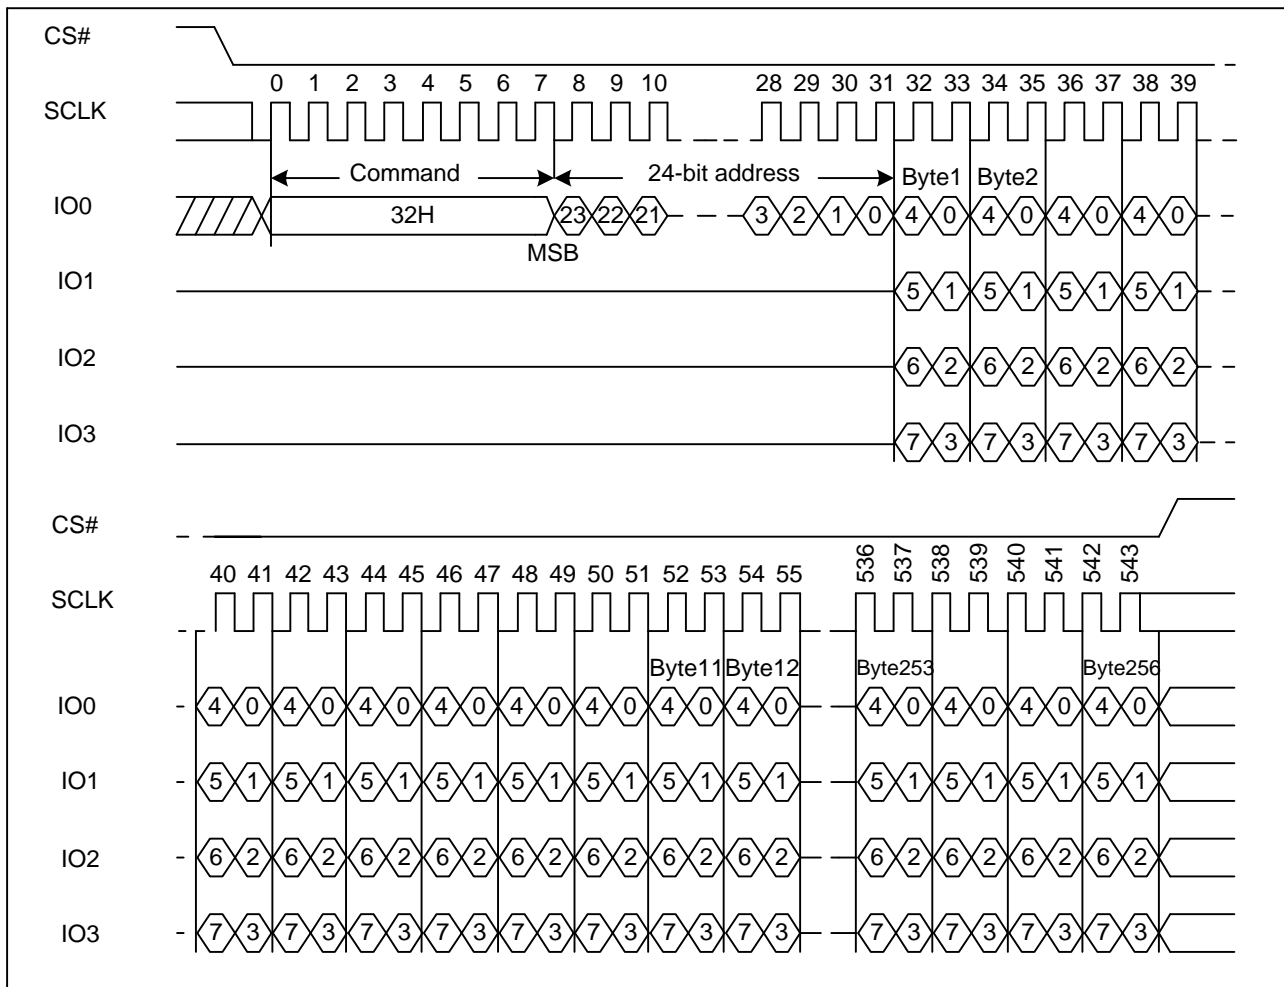 CS#
0 1 2 3 4 5 6 7 8 9 10 28 29 30 31 32 33 34 35 36 37 38 39
SCLK
Command 24-bit address Byte1 Byte2
IO0 32H 23 22 21 3 2 1 0 4 0 4 0 4 0 4 0
MSB
IO1 5 1 5 1 5 1 5 1
IO2 6 2 6 2 6 2 6 2
IO3 7 3 7 3 7 3 7 3
CS#
40 41 42 43 44 45 46 47 48 49 50 51 52 53 54 55 536 537 538 539 540 541 542 543
SCLK
Byte11 Byte12 Byte253 Byte256
IO0 4 0 4 0 4 0 4 0 4 0 4 0 4 0 4 0 4 0 4 0 4 0 4 0
IO1 5 1 5 1 5 1 5 1 5 1 5 1 5 1 5 1 5 1 5 1 5 1 5 1
IO2 6 2 6 2 6 2 6 2 6 2 6 2 6 2 6 2 6 2 6 2 6 2 6 2
IO3 7 3 7 3 7 3 7 3 7 3 7 3 7 3 7 3 7 3 7 3 7 3 7 3